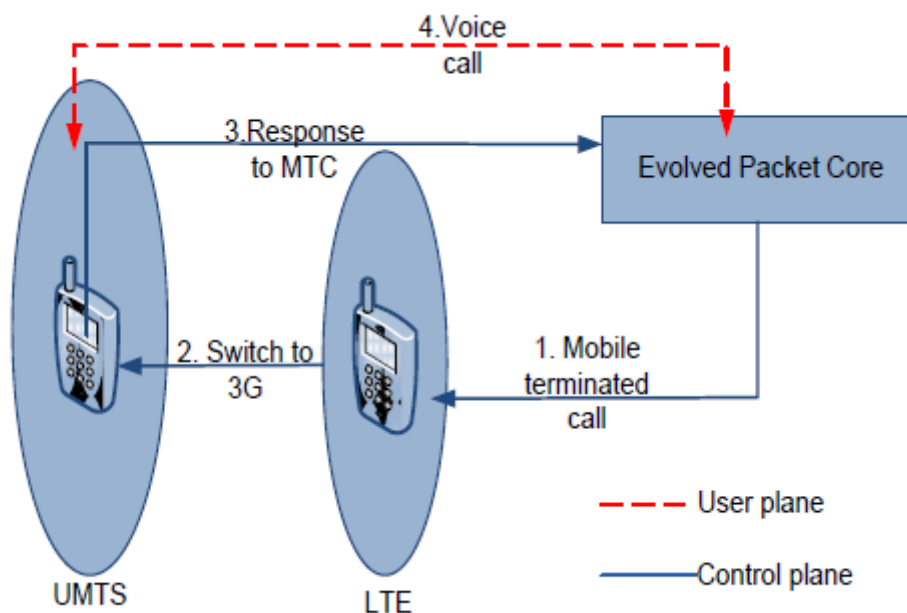 4.Voice
call
3.Response
to MTC
Evolved Packet Core
2. Switch to
3G
1. Mobile
terminated
call
User plane
Control plane
UMTS
LTE